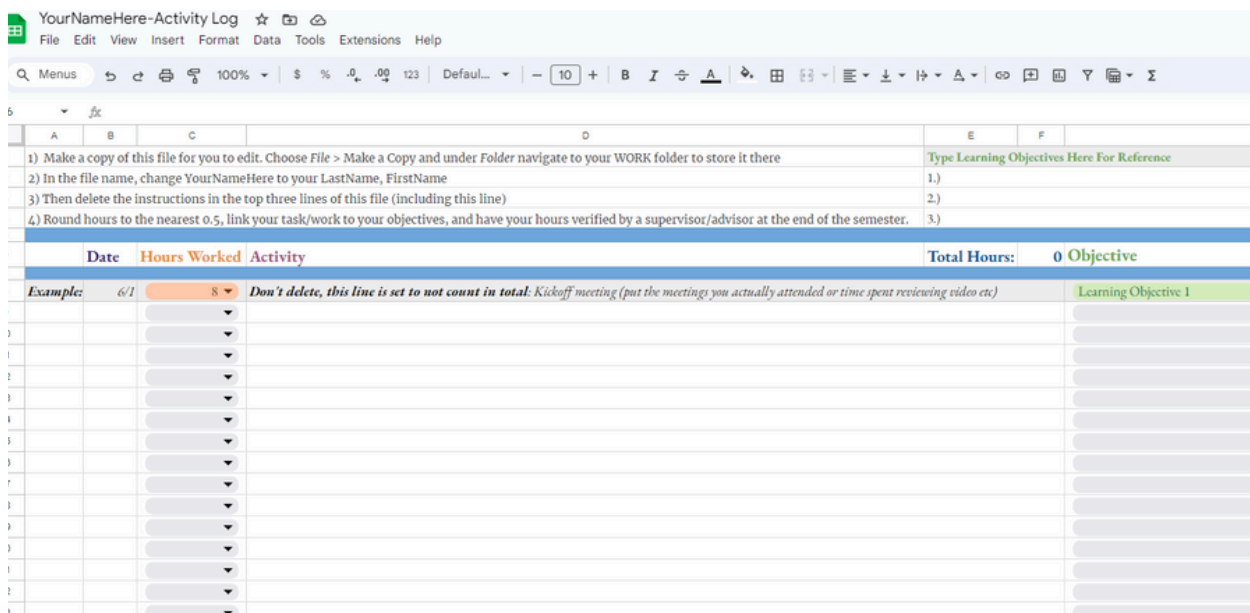 YourNameHere-Activity Log
File Edit View Insert Format Data Tools Extensions Help
Menus 100% $ % .0 .00 123 Defaul... 10 B I A
A B C D E F
1) Make a copy of this file for you to edit. Choose File > Make a Copy and under Folder navigate to your WORK folder to store it there Type Learning Objectives Here For Reference
2) In the file name, change YourNameHere to your LastName, FirstName 1.)
3) Then delete the instructions in the top three lines of this file (including this line) 2.)
4) Round hours to the nearest 0.5, link your task/work to your objectives, and have your hours verified by a supervisor/advisor at the end of the semester. 3.)
Date Hours Worked Activity Total Hours: 0 Objective
Example: 6/1 8 Don't delete, this line is set to not count in total: Kickoff meeting (put the meetings you actually attended or time spent reviewing video etc) Learning Objective 1